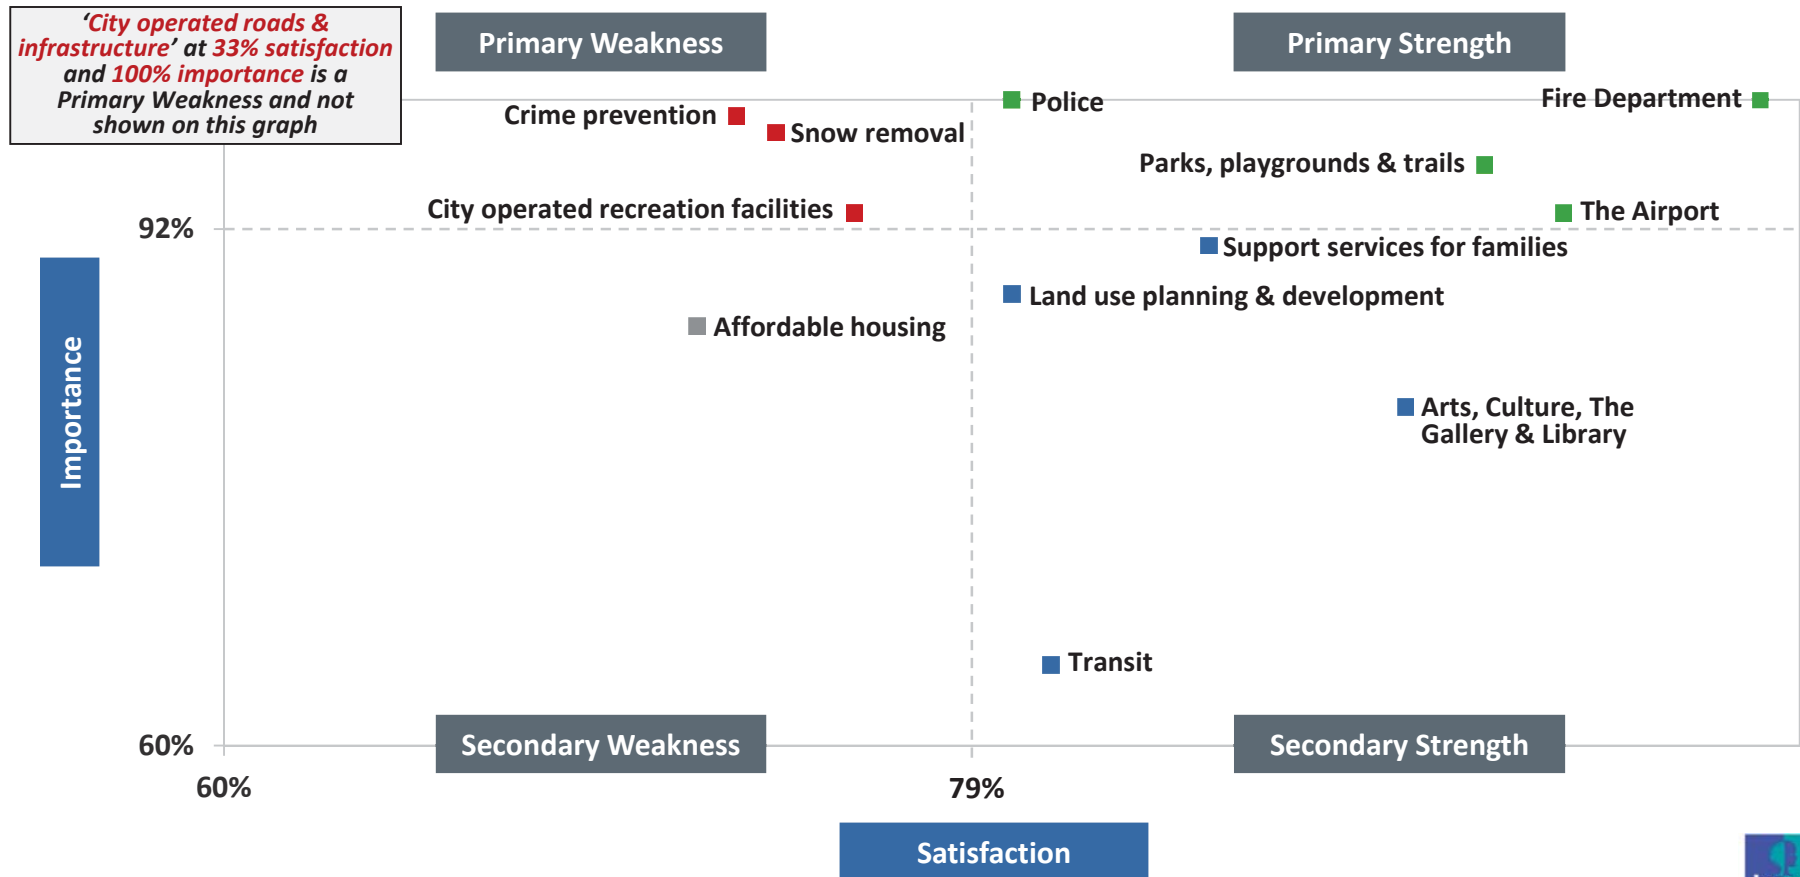 ‘City operated roads &
infrastructure’ at 33% satisfaction
and 100% importance is a
Primary Weakness and not
shown on this graph
Primary Weakness
Primary Strength
Police
Fire Department
Crime prevention
Snow removal
Parks, playgrounds & trails
City operated recreation facilities
The Airport
92%
Support services for families
Land use planning & development
Affordable housing
Importance
Arts, Culture, The
Gallery & Library
Transit
Secondary Weakness
Secondary Strength
60%
60%
79%
Satisfaction